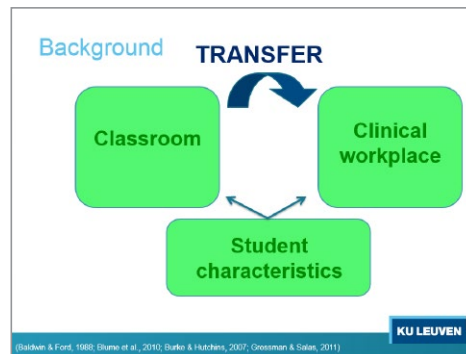 Background
TRANSFER
Classroom
Clinical
workplace
Student
characteristics
KU LEUVEN
(Baldwin & Ford, 1988; Blume et al., 2010; Burke & Hutchins, 2007; Grossman & Salas, 2011)